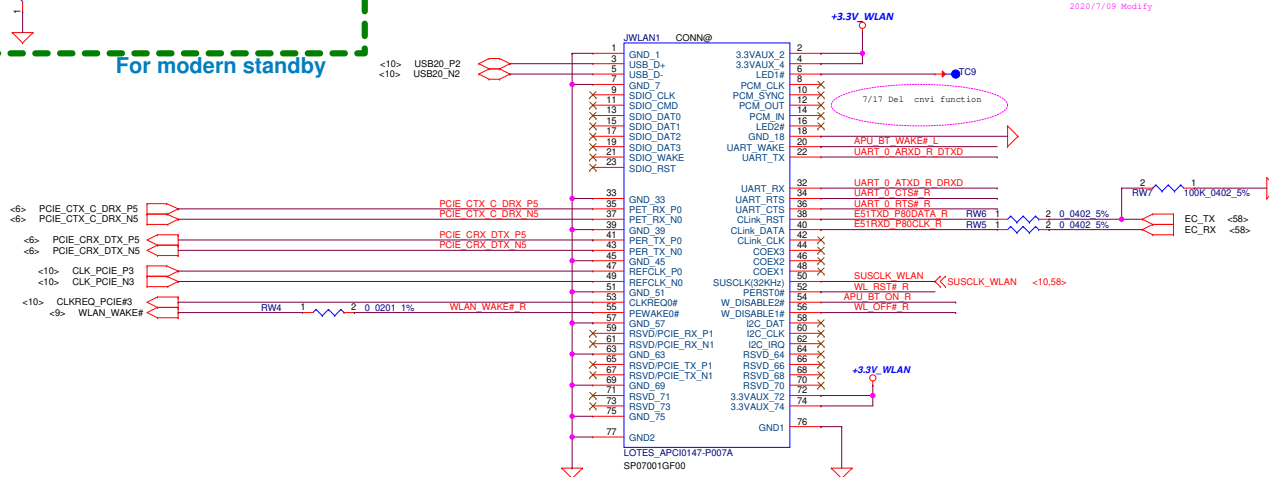 2020/7/09 Modify
1
For modern standby
+3.3V_WLAN
JWLAN1 CONN@
7/17 Del cnvi function
TC9
1 GND_1 3.3VAUX_2 2
<10> USB20_P2 3 USB_D+ 3.3VAUX_4 4
<10> USB20_N2 5 USB_D- LED1# 6
7 GND_7 PCM_CLK 8
9 SDIO_CLK PCM_SYNC 10
11 SDIO_CMD PCM_OUT 12
13 SDIO_DAT0 PCM_IN 14
15 SDIO_DAT1 LED2# 16
17 SDIO_DAT2 GND_18 18
19 SDIO_DAT3 UART_WAKE 20 APU_BT_WAKE#_L
21 SDIO_WAKE UART_TX 22 UART_0_ARXD_R_DTXD
23 SDIO_RST
UART_RX 32 UART_0_ATXD_R_DRXD
2 1
RW7 100K_0402_5%
33 GND_33 UART_RTS 34 UART_0_CTS#_R
<6> PCIE_CTX_C_DRX_P5 PCIE_CTX_C_DRX_P5 35 PET_RX_P0 UART_CTS 36 UART_0_RTS#_R
<6> PCIE_CTX_C_DRX_N5 PCIE_CTX_C_DRX_N5 37 PET_RX_N0 CLink_RST 38 E51TXD_P80DATA_R RW6 1 2 0_0402_5% EC_TX <58>
39 GND_39 CLink_DATA 40 E51RXD_P80CLK_R RW5 1 2 0_0402_5% EC_RX <58>
<6> PCIE_CRX_DTX_P5 PCIE_CRX_DTX_P5 41 PER_TX_P0 CLink_CLK 42
<6> PCIE_CRX_DTX_N5 PCIE_CRX_DTX_N5 43 PER_TX_N0 COEX3 44
45 GND_45 COEX2 46
<10> CLK_PCIE_P3 47 REFCLK_P0 COEX1 48
<10> CLK_PCIE_N3 49 REFCLK_N0 SUSCLK(32KHz) 50 SUSCLK_WLAN SUSCLK_WLAN <10,58>
51 GND_51 PERST0# 52 WL_RST#_R
<10> CLKREQ_PCIE#3 53 CLKREQ0# W_DISABLE2# 54 APU_BT_ON_R
<9> WLAN_WAKE# RW4 1 2 0_0201_1% WLAN_WAKE#_R 55 PEWAKE0# W_DISABLE1# 56 WL_OFF#_R
57 GND_57 I2C_DAT 58
59 RSVD/PCIE_RX_P1 I2C_CLK 60
61 RSVD/PCIE_RX_N1 I2C_IRQ 62
63 GND_63 RSVD_64 64
65 RSVD/PCIE_TX_P1 RSVD_66 66
67 RSVD/PCIE_TX_N1 RSVD_68 68
69 GND_69 RSVD_70 70
+3.3V_WLAN
71 RSVD_71 3.3VAUX_72 72
73 RSVD_73 3.3VAUX_74 74
75 GND_75
GND1 76
77 GND2
LOTES_APCI0147-P007A
SP07001GF00